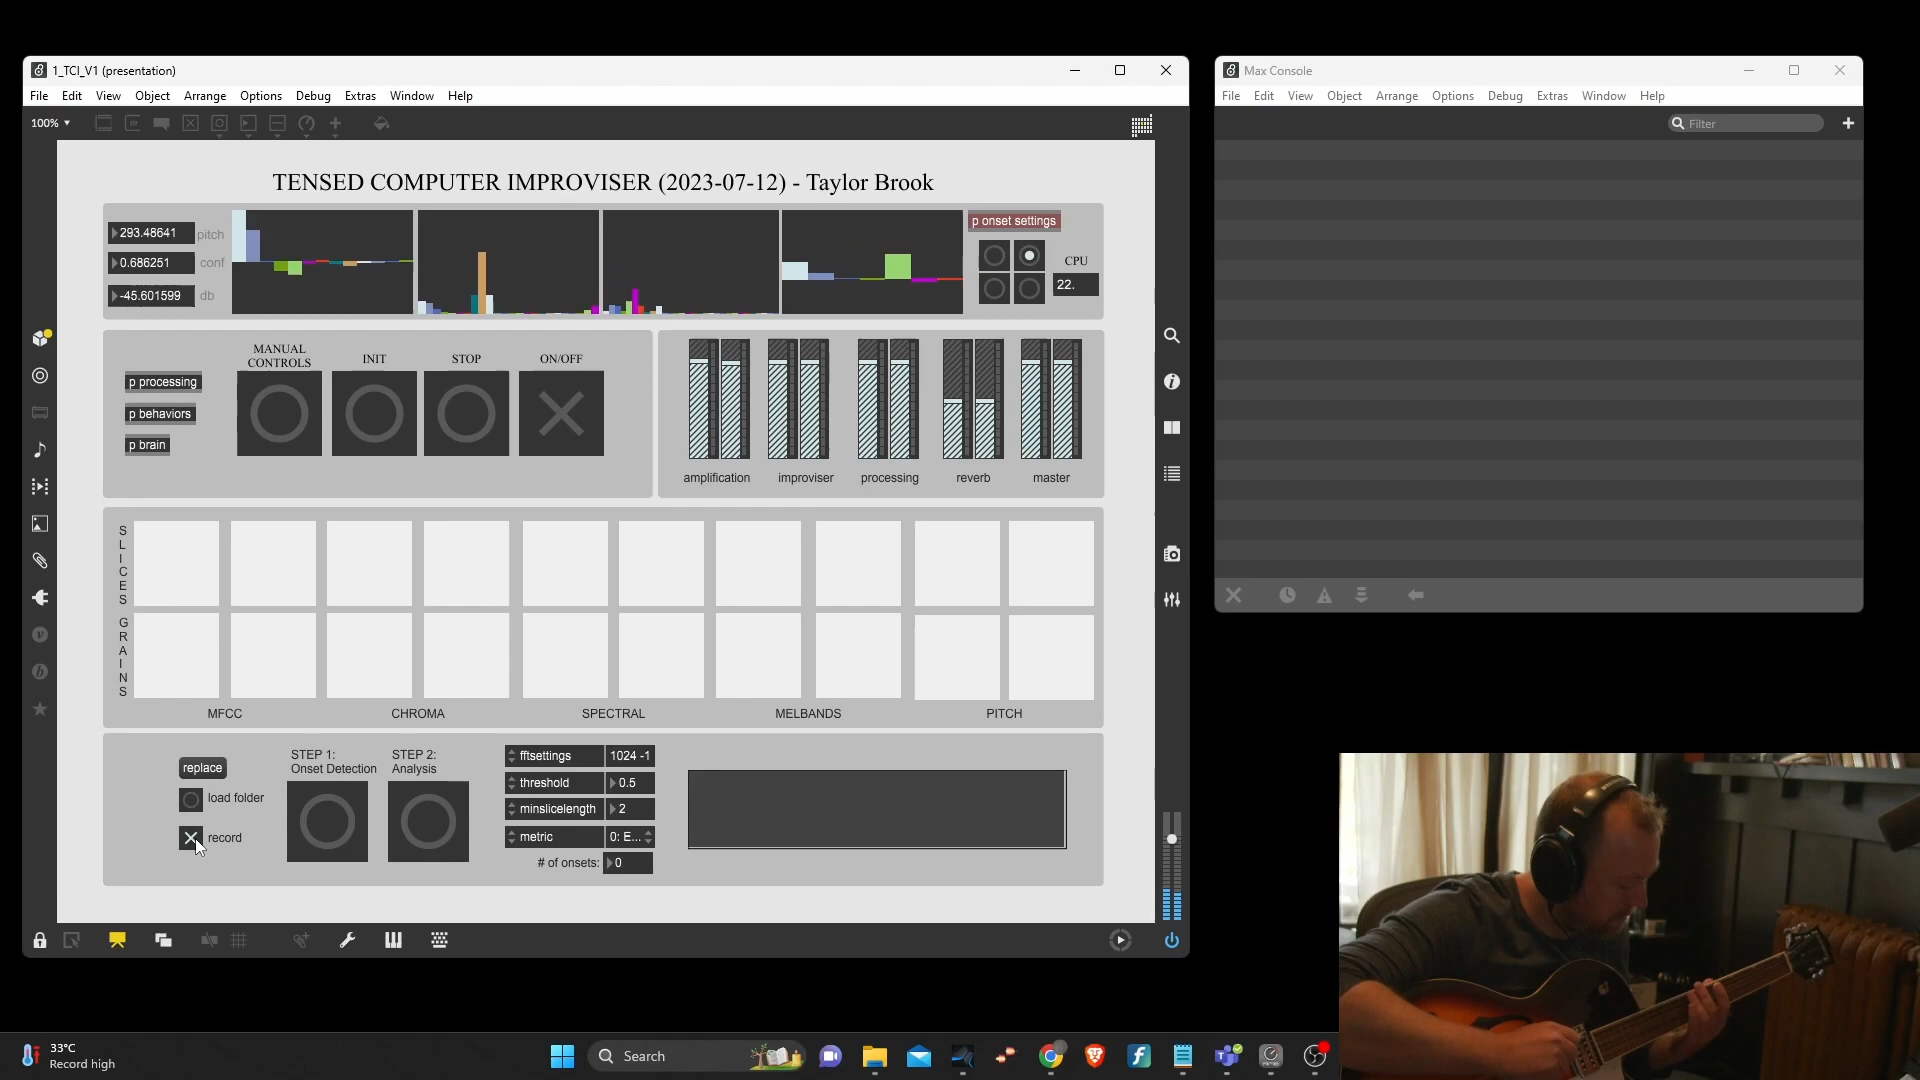 1_TCI_V1 (presentation)
File Edit View Object Arrange Options Debug Extras Window Help
100%
TENSED COMPUTER IMPROVISER (2023-07-12) - Taylor Brook
293.48641 pitch
0.686251 conf
-45.601599 db
p onset settings
CPU
22.
p processing
p behaviors
p brain
MANUAL
CONTROLS
INIT
STOP
ON/OFF
amplification
improviser
processing
reverb
master
SLICES
GRAINS
MFCC
CHROMA
SPECTRAL
MELBANDS
PITCH
replace
load folder
record
STEP 1:
Onset Detection
STEP 2:
Analysis
fftsettings 1024 -1
threshold 0.5
minslicelength 2
metric 0: E...
# of onsets: 0
Max Console
File Edit View Object Arrange Options Debug Extras Window Help
Filter
33°C
Record high
Search